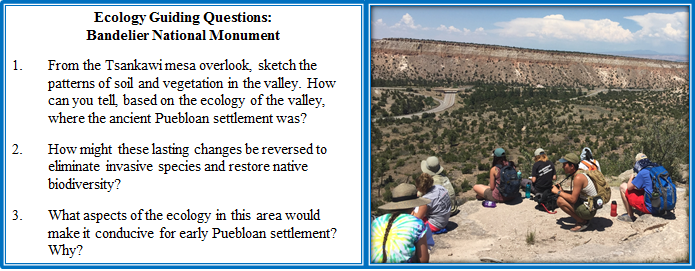 Ecology Guiding Questions:
Bandelier National Monument
1. From the Tsankawi mesa overlook, sketch the
patterns of soil and vegetation in the valley. How
can you tell, based on the ecology of the valley,
where the ancient Puebloan settlement was?
2. How might these lasting changes be reversed to
eliminate invasive species and restore native
biodiversity?
3. What aspects of the ecology in this area would
make it conducive for early Puebloan settlement?
Why?